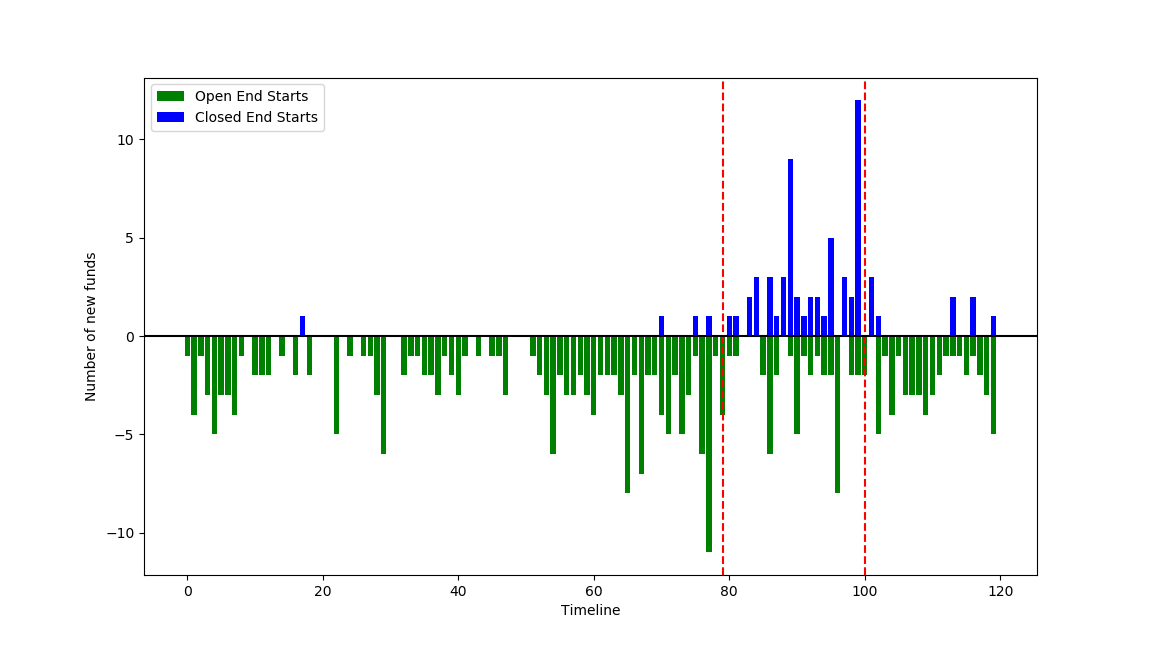 Open End Starts
Closed End Starts
Number of new funds
10
5
0
−5
−10
0 20 40 60 80 100 120
Timeline